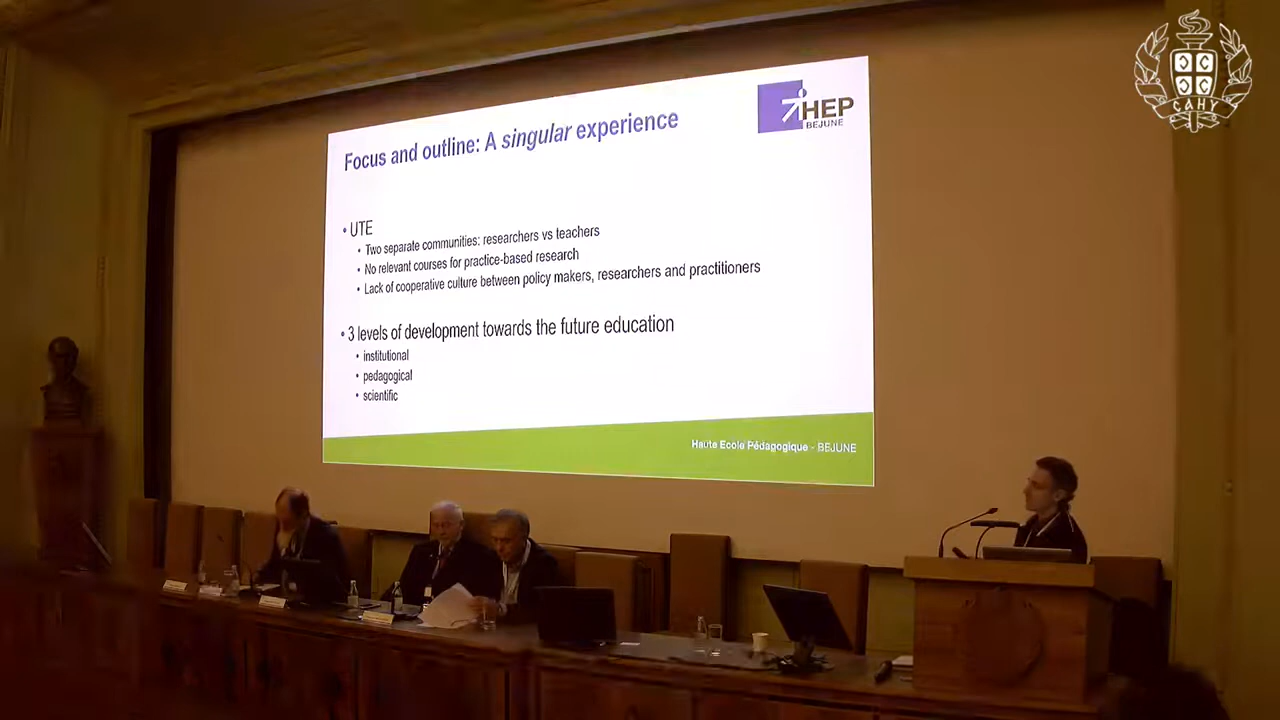 Focus and outline: A singular experience
HEP
BEJUNE
• UTE
• Two separate communities: researchers vs teachers
• No relevant courses for practice-based research
• Lack of cooperative culture between policy makers, researchers and practitioners
• 3 levels of development towards the future education
• institutional
• pedagogical
• scientific
Haute Ecole Pédagogique - BEJUNE
САНУ